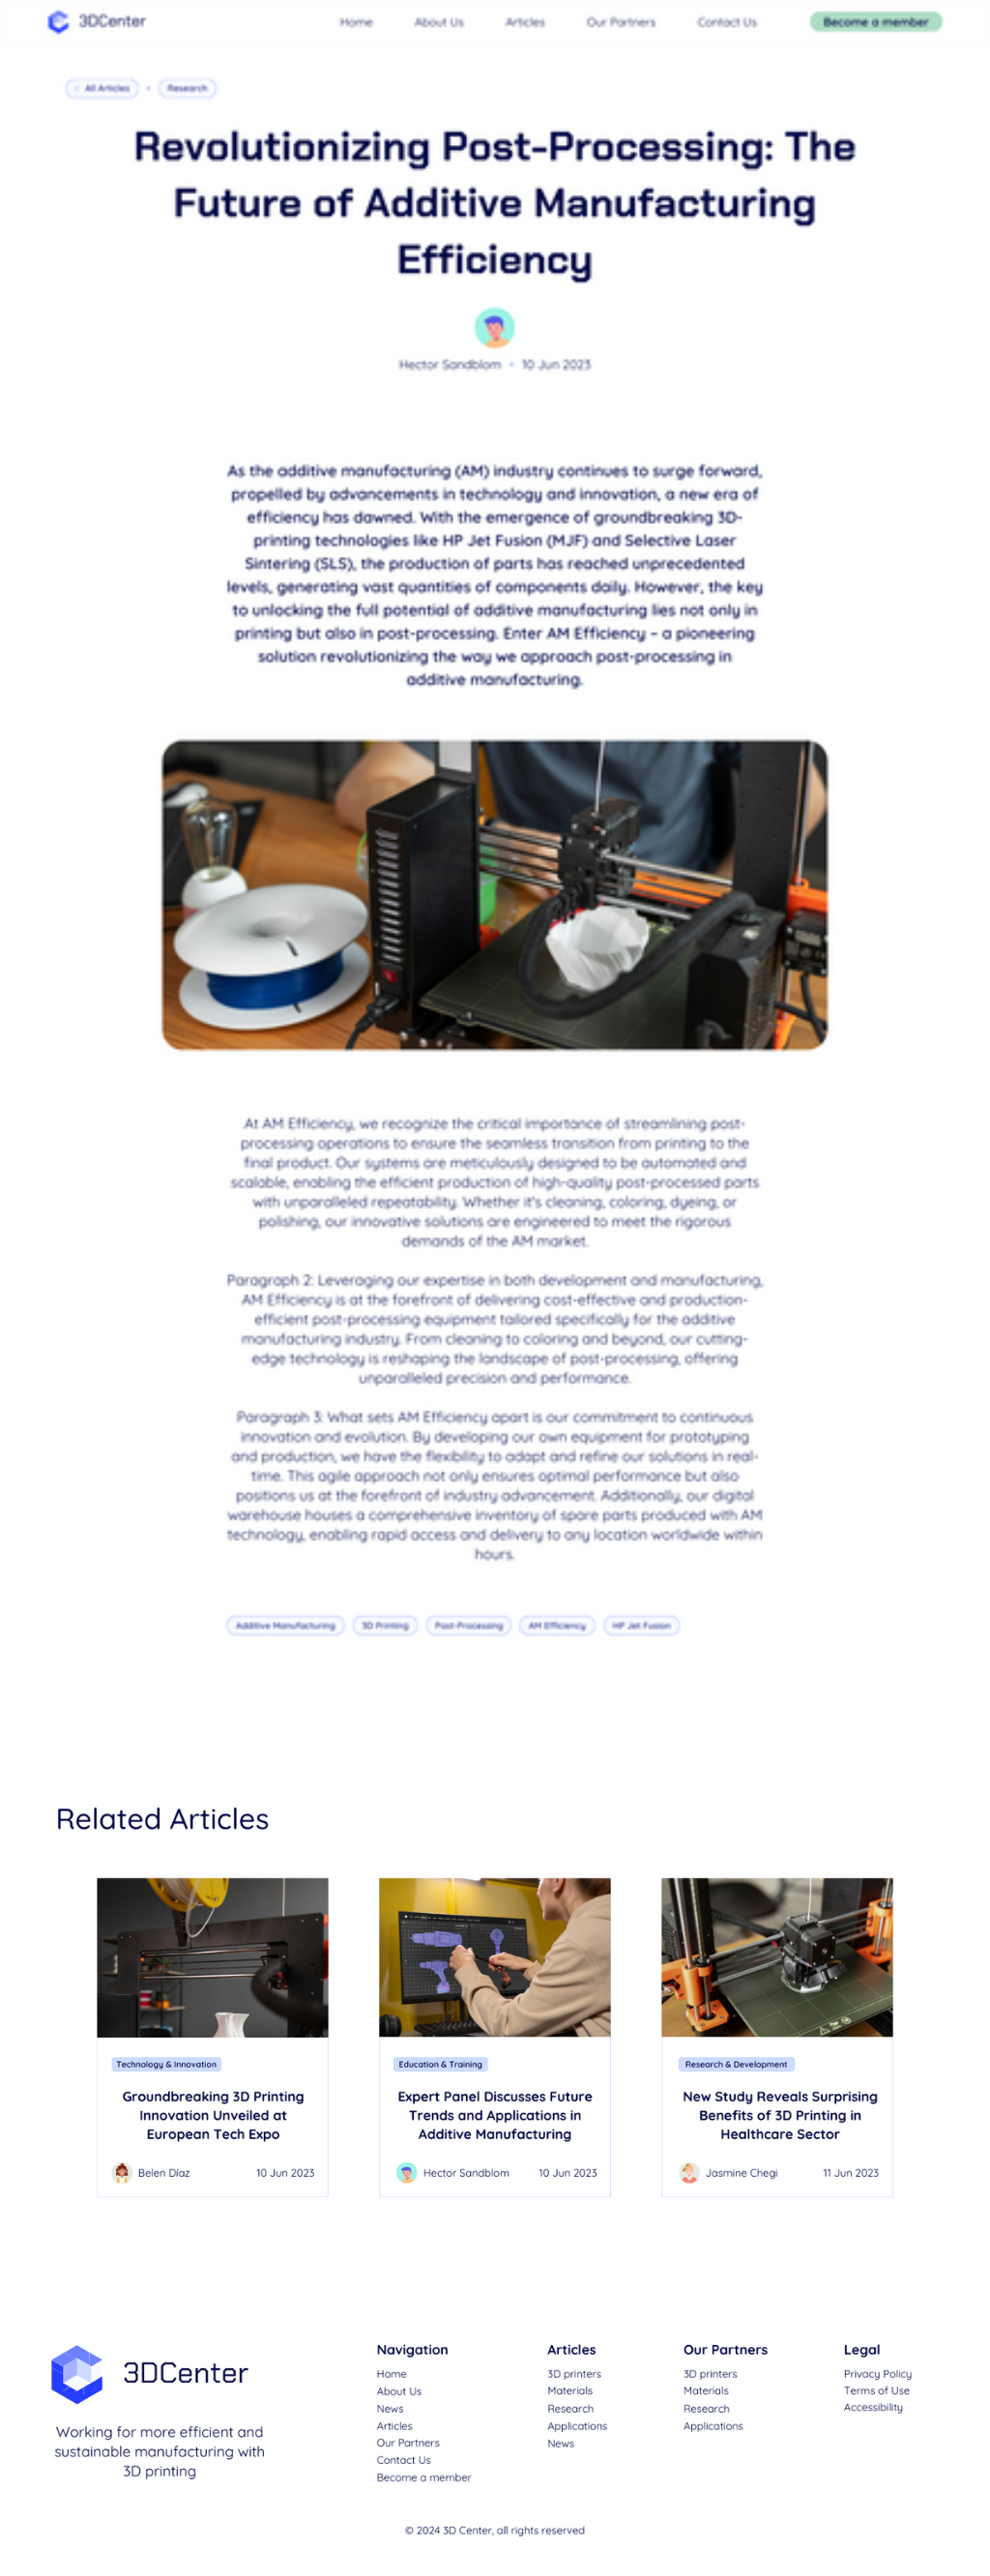 3DCenter
Home
About Us
Articles
Our Partners
Contact Us
Become a member
All Articles
Research
Revolutionizing Post-Processing: The
Future of Additive Manufacturing
Efficiency
Hector Sandblom • 10 Jun 2023
As the additive manufacturing (AM) industry continues to surge forward,
propelled by advancements in technology and innovation, a new era of
efficiency has dawned. With the emergence of groundbreaking 3D-
printing technologies like HP Jet Fusion (MJF) and Selective Laser
Sintering (SLS), the production of parts has reached unprecedented
levels, generating vast quantities of components daily. However, the key
to unlocking the full potential of additive manufacturing lies not only in
printing but also in post-processing. Enter AM Efficiency – a pioneering
solution revolutionizing the way we approach post-processing in
additive manufacturing.
At AM Efficiency, we recognize the critical importance of streamlining post-
processing operations to ensure the seamless transition from printing to the
final product. Our systems are meticulously designed to be automated and
scalable, enabling the efficient production of high-quality post-processed parts
with unparalleled repeatability. Whether it's cleaning, coloring, dyeing, or
polishing, our innovative solutions are engineered to meet the rigorous
demands of the AM market.
Paragraph 2: Leveraging our expertise in both development and manufacturing,
AM Efficiency is at the forefront of delivering cost-effective and production-
efficient post-processing equipment tailored specifically for the additive
manufacturing industry. From cleaning to coloring and beyond, our cutting-
edge technology is reshaping the landscape of post-processing, offering
unparalleled precision and performance.
Paragraph 3: What sets AM Efficiency apart is our commitment to continuous
innovation and evolution. By developing our own equipment for prototyping
and production, we have the flexibility to adapt and refine our solutions in real-
time. This agile approach not only ensures optimal performance but also
positions us at the forefront of industry advancement. Additionally, our digital
warehouse houses a comprehensive inventory of spare parts produced with AM
technology, enabling rapid access and delivery to any location worldwide within
hours.
Additive Manufacturing
3D Printing
Post-Processing
AM Efficiency
HP Jet Fusion
Related Articles
Technology & Innovation
Groundbreaking 3D Printing
Innovation Unveiled at
European Tech Expo
Belen Díaz
10 Jun 2023
Education & Training
Expert Panel Discusses Future
Trends and Applications in
Additive Manufacturing
Hector Sandblom
10 Jun 2023
Research & Development
New Study Reveals Surprising
Benefits of 3D Printing in
Healthcare Sector
Jasmine Chegi
11 Jun 2023
3DCenter
Working for more efficient and
sustainable manufacturing with
3D printing
Navigation
Home
About Us
News
Articles
Our Partners
Contact Us
Become a member
Articles
3D printers
Materials
Research
Applications
News
Our Partners
3D printers
Materials
Research
Applications
Legal
Privacy Policy
Terms of Use
Accessibility
© 2024 3D Center, all rights reserved